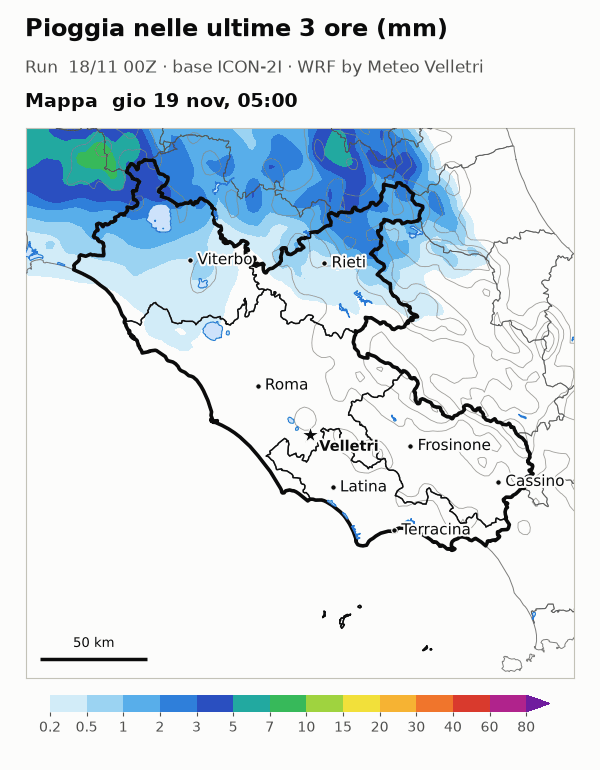 Pioggia nelle ultime 3 ore (mm)
Run  18/11 00Z · base ICON-2I · WRF by Meteo Velletri
Mappa  gio 19 nov, 05:00
Viterbo
Rieti
Roma
Velletri
Frosinone
Latina
Cassino
Terracina
50 km
0.2 0.5 1 2 3 5 7 10 15 20 30 40 60 80